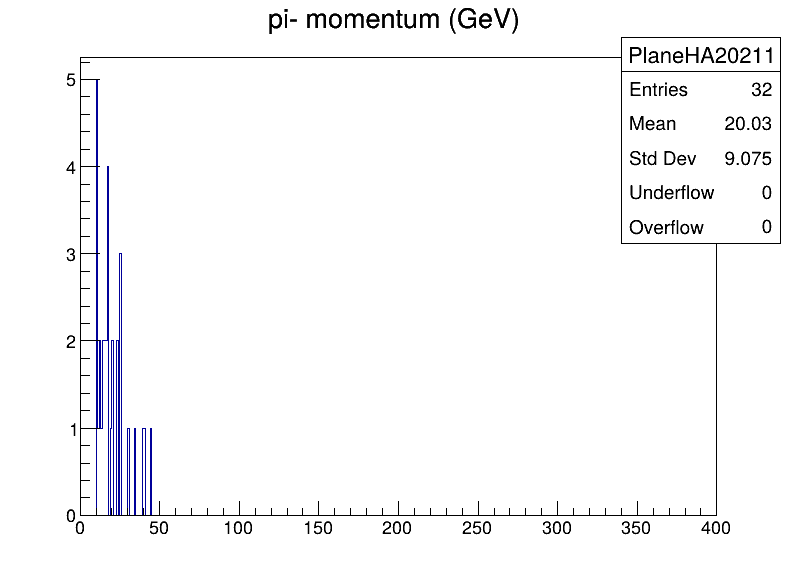 pi- momentum (GeV)
PlaneHA20211
Entries 32
Mean 20.03
Std Dev 9.075
Underflow 0
Overflow 0
5
4
3
2
1
0
0 50 100 150 200 250 300 350 400